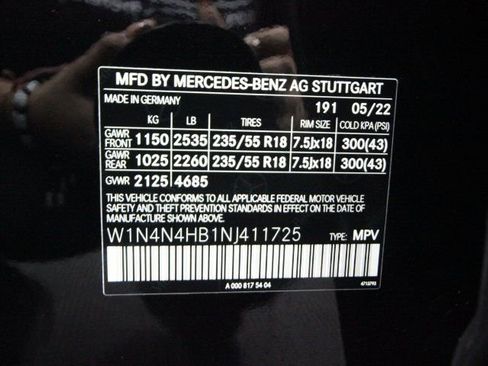 MFD BY MERCEDES-BENZ AG STUTTGART
MADE IN GERMANY 191 05/22
KG LB TIRES RIM SIZE COLD KPA (PSI)
GAWR FRONT 1150 2535 235/55 R18 7.5Jx18 300(43)
GAWR REAR 1025 2260 235/55 R18 7.5Jx18 300(43)
GVWR 2125 4685
THIS VEHICLE CONFORMS TO ALL APPLICABLE FEDERAL MOTOR VEHICLE
SAFETY BUMPER AND THEFT PREVENTION STANDARDS IN EFFECT ON THE DATE
OF MANUFACTURE SHOWN ABOVE.
W1N4N4HB1NJ411725 TYPE: MPV
A 000 817 54 04